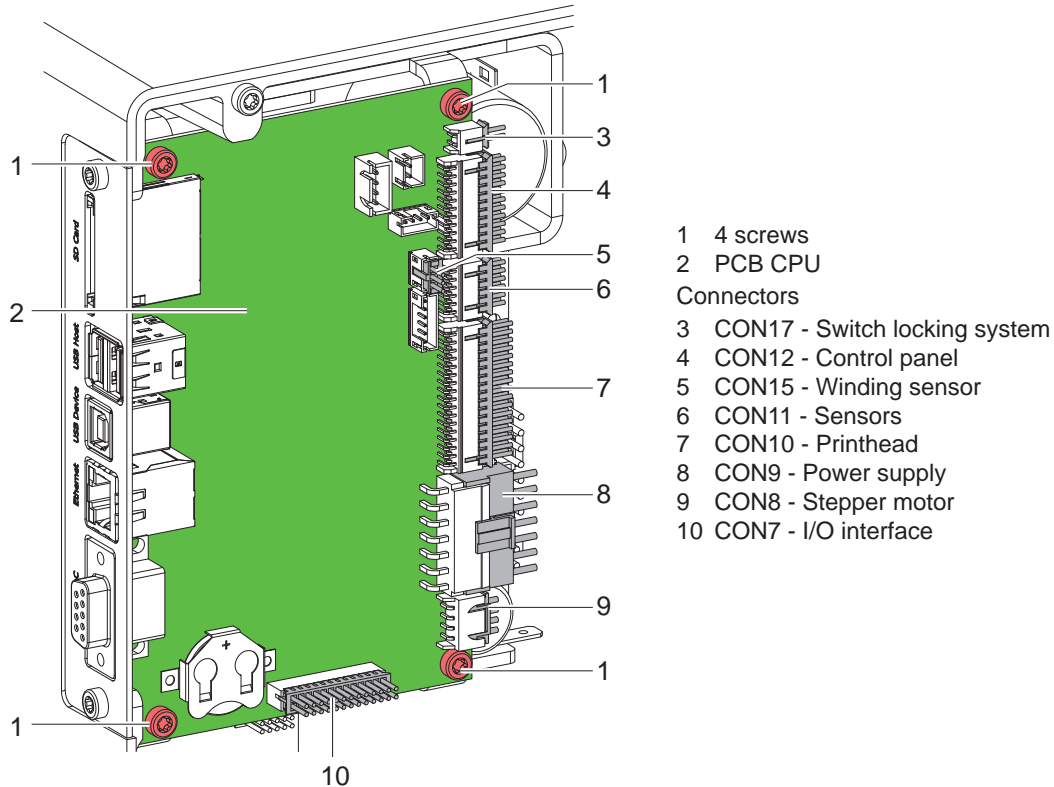 1
3
1
4
5
6
2
7
8
9
1
1
10
SD Card
USB Host
USB Device
Ethernet
C
1 4 screws
2 PCB CPU
Connectors
3 CON17 - Switch locking system
4 CON12 - Control panel
5 CON15 - Winding sensor
6 CON11 - Sensors
7 CON10 - Printhead
8 CON9 - Power supply
9 CON8 - Stepper motor
10 CON7 - I/O interface